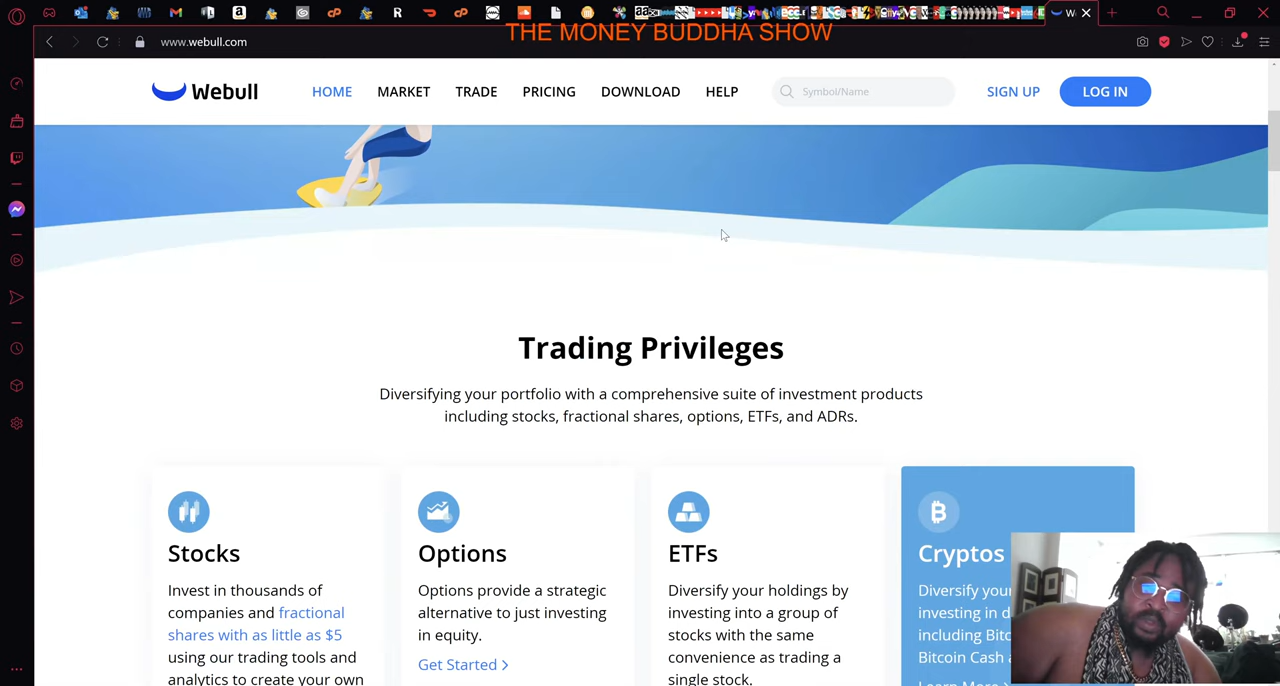 THE MONEY BUDDHA SHOW
www.webull.com
Webull
HOME
MARKET
TRADE
PRICING
DOWNLOAD
HELP
Symbol/Name
SIGN UP
LOG IN
Trading Privileges
Diversifying your portfolio with a comprehensive suite of investment products
including stocks, fractional shares, options, ETFs, and ADRs.
Stocks
Invest in thousands of
companies and fractional
shares with as little as $5
using our trading tools and
analytics to create your own
Options
Options provide a strategic
alternative to just investing
in equity.
Get Started >
ETFs
Diversify your holdings by
investing into a group of
stocks with the same
convenience as trading a
single stock.
Cryptos
Diversify
investing in
including
Bitcoin Cash